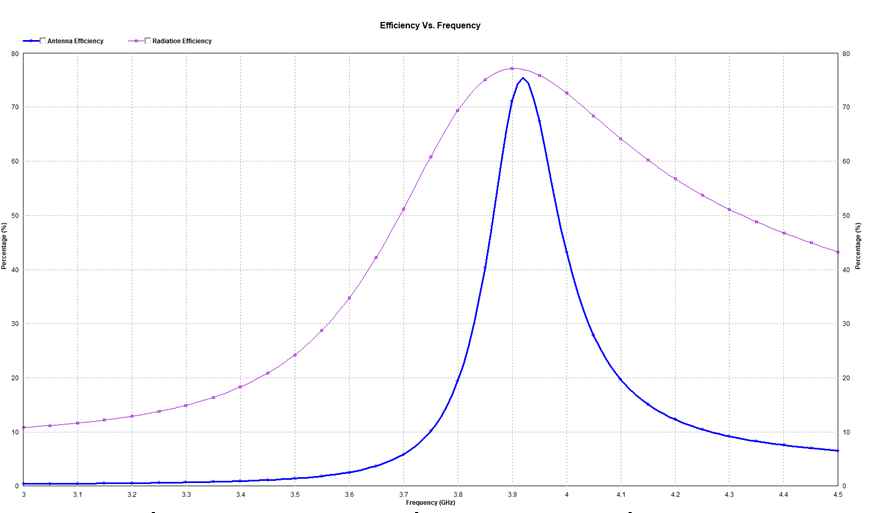 Efficiency Vs. Frequency
Antenna Efficiency Radiation Efficiency
80 80
70 70
60 60
50 50
40 40
30 30
20 20
10 10
0 0
Percentage (%)
Percentage (%)
3 3.1 3.2 3.3 3.4 3.5 3.6 3.7 3.8 3.9 4 4.1 4.2 4.3 4.4 4.5
Frequency (GHz)